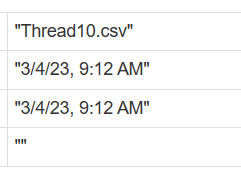 "Thread10.csv"
"3/4/23, 9:12 AM"
"3/4/23, 9:12 AM"
""